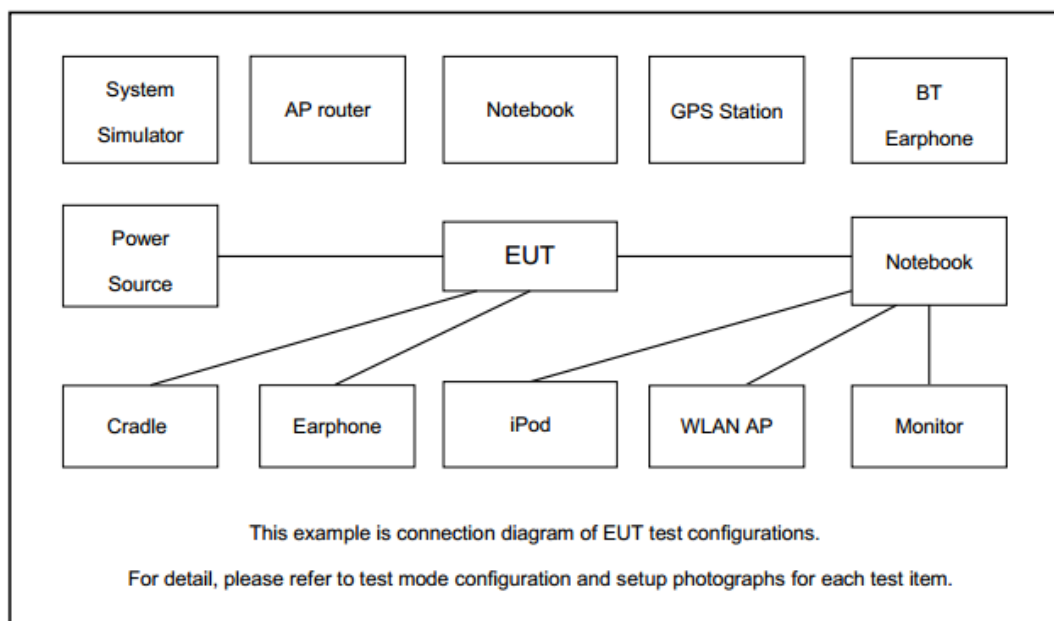 System
Simulator
AP router
Notebook
GPS Station
BT
Earphone
Power
Source
EUT
Notebook
Cradle
Earphone
iPod
WLAN AP
Monitor
This example is connection diagram of EUT test configurations.
For detail, please refer to test mode configuration and setup photographs for each test item.